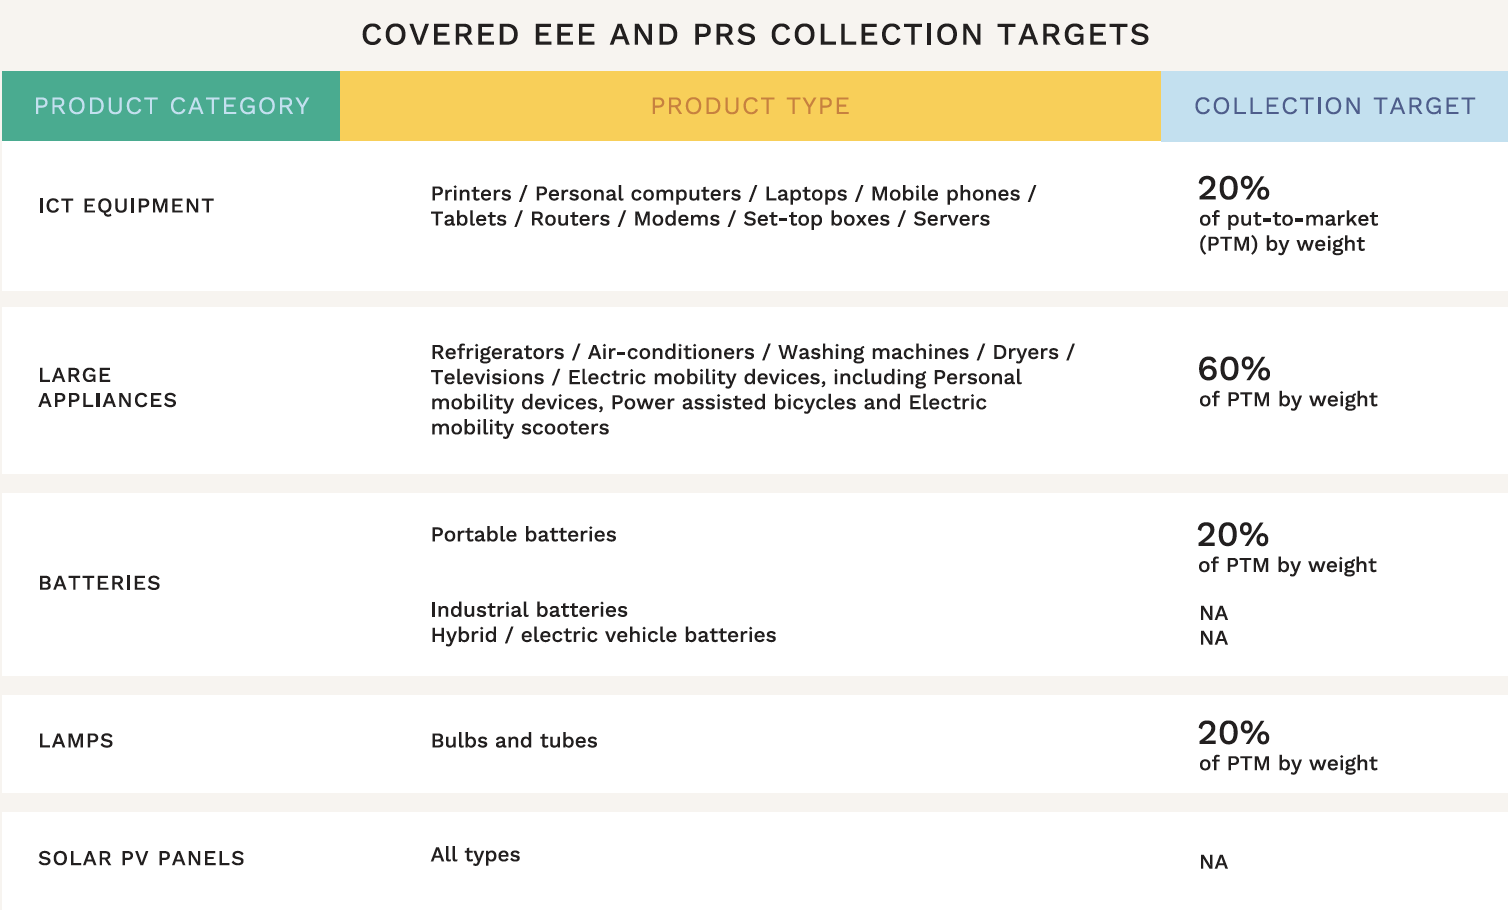 COVERED EEE AND PRS COLLECTION TARGETS
PRODUCT CATEGORY
PRODUCT TYPE
COLLECTION TARGET
ICT EQUIPMENT
Printers / Personal computers / Laptops / Mobile phones /
Tablets / Routers / Modems / Set-top boxes / Servers
20%
of put-to-market
(PTM) by weight
LARGE
APPLIANCES
Refrigerators / Air-conditioners / Washing machines / Dryers /
Televisions / Electric mobility devices, including Personal
mobility devices, Power assisted bicycles and Electric
mobility scooters
60%
of PTM by weight
BATTERIES
Portable batteries
20%
of PTM by weight
Industrial batteries
NA
Hybrid / electric vehicle batteries
NA
LAMPS
Bulbs and tubes
20%
of PTM by weight
SOLAR PV PANELS
All types
NA